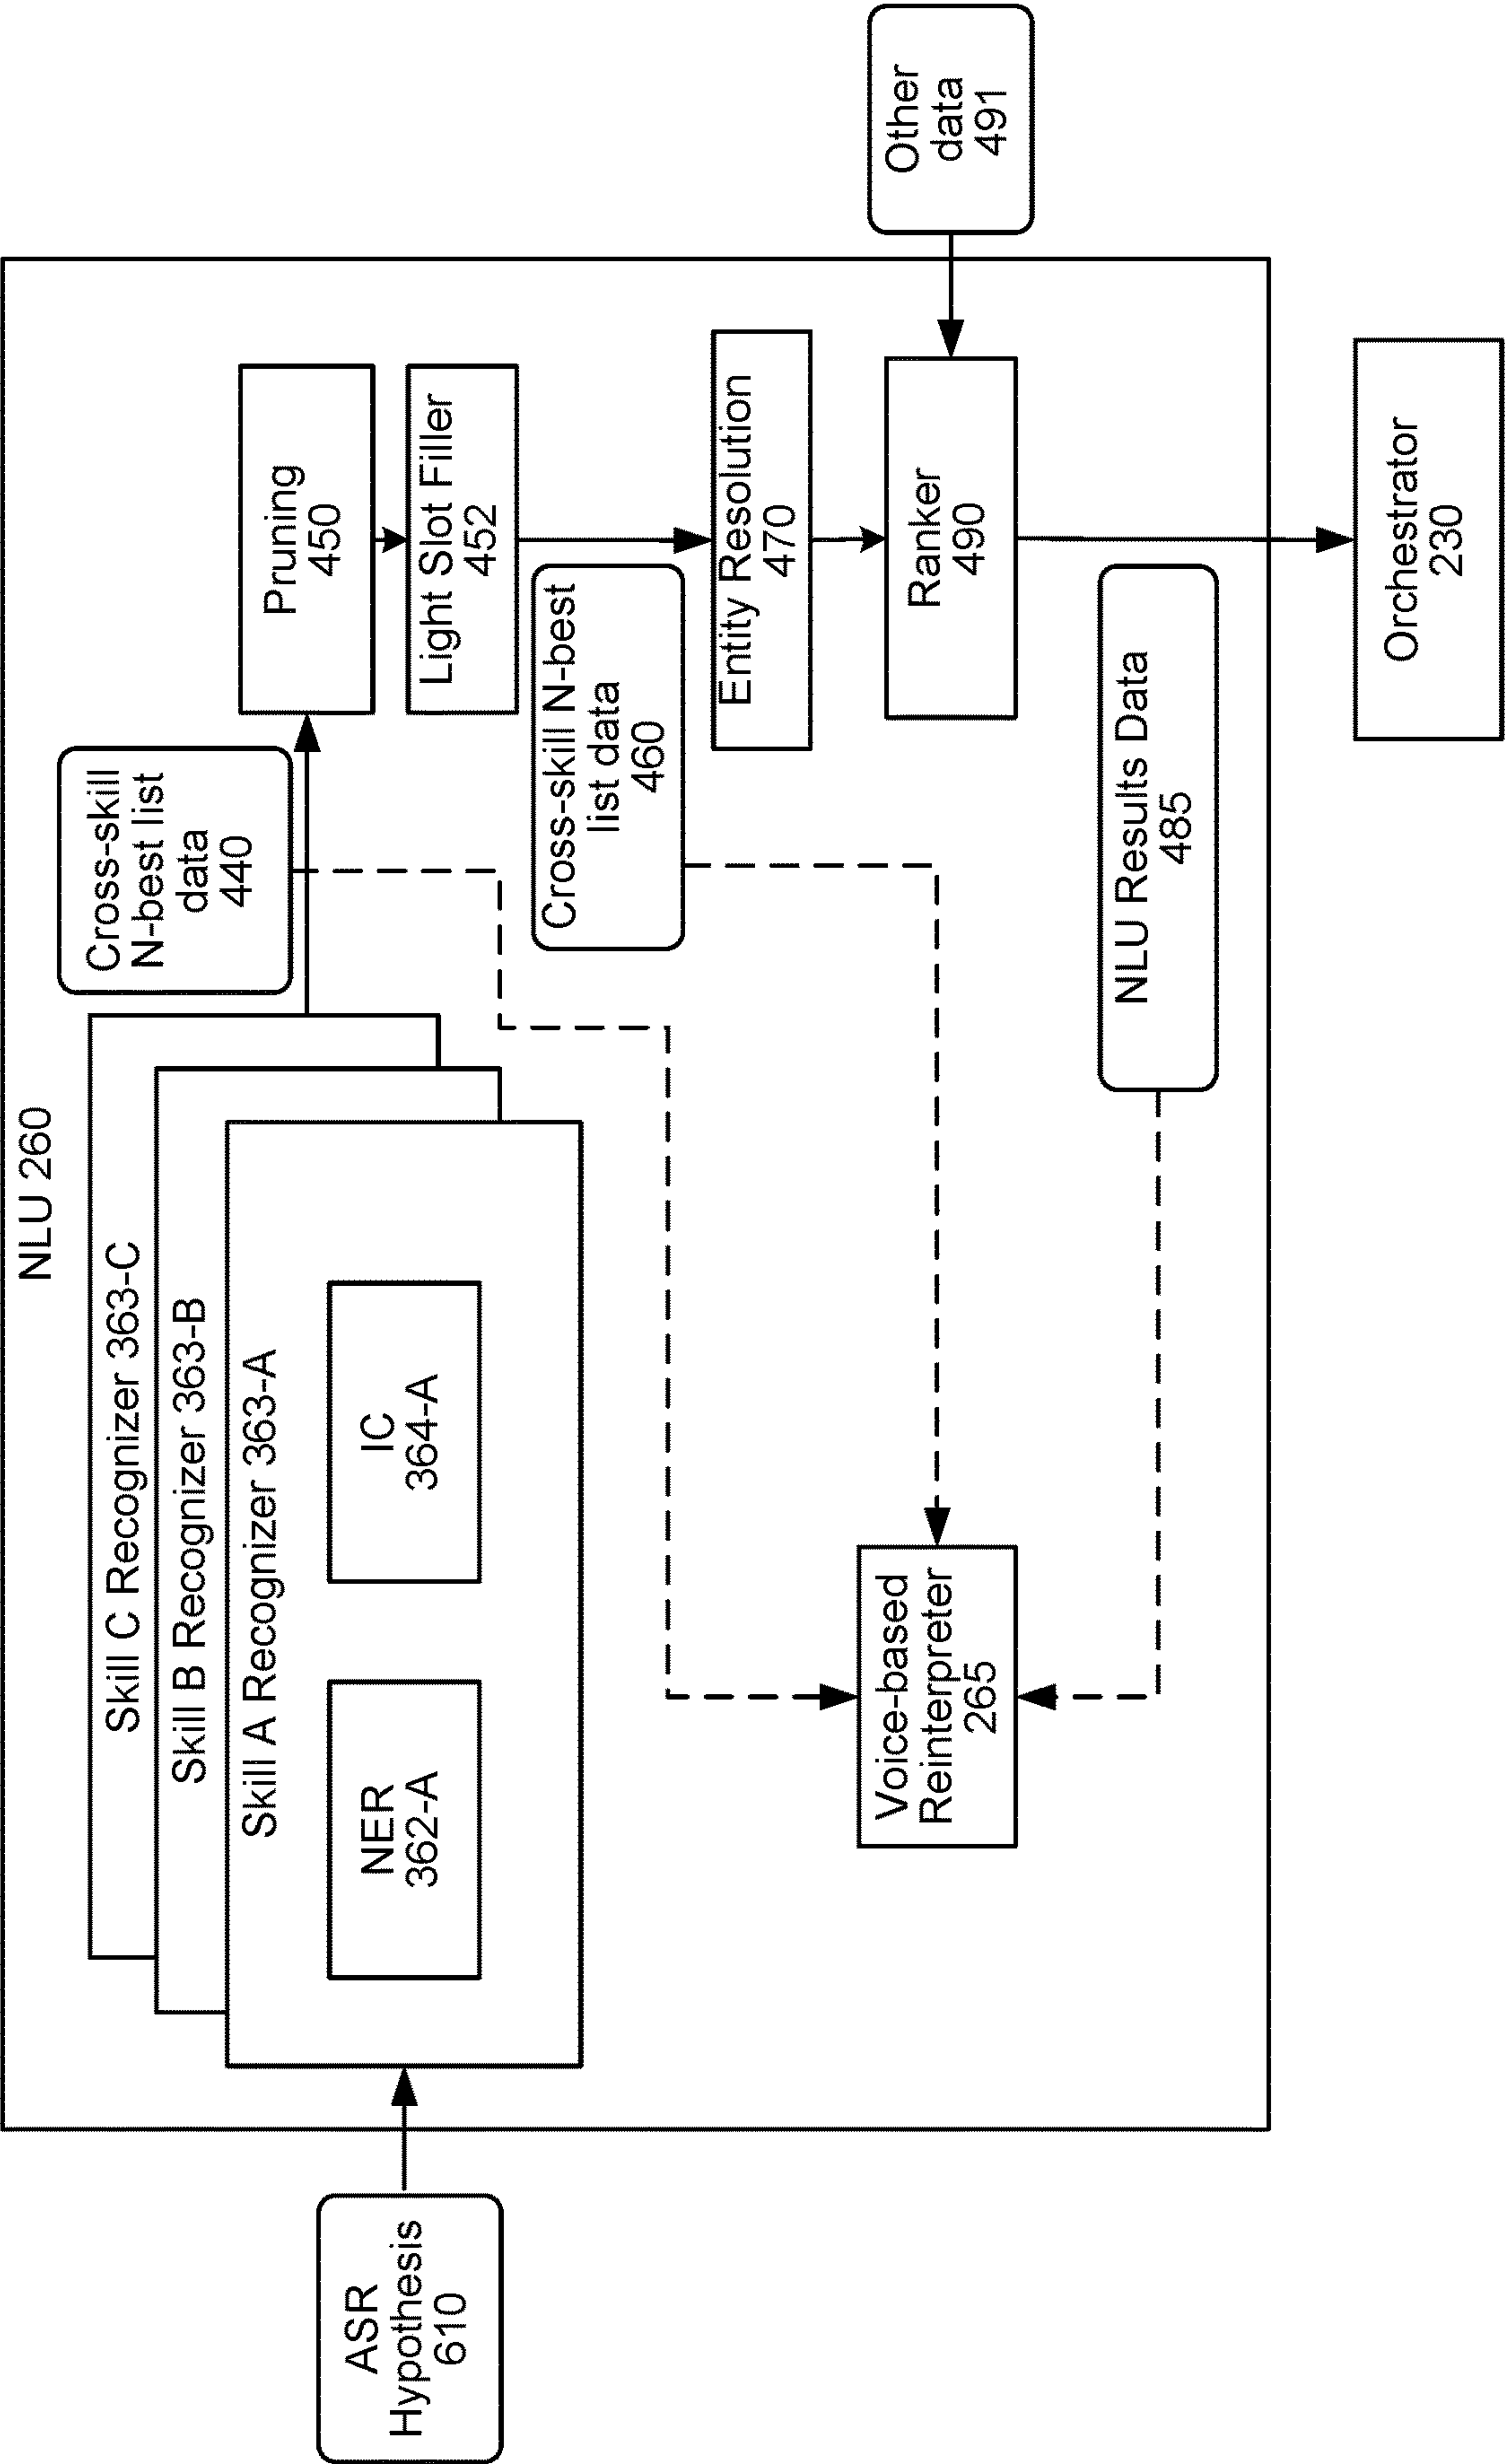 NLU 260
Skill C Recognizer 363-C
Skill B Recognizer 363-B
Skill A Recognizer 363-A
NER
362-A
IC
364-A
ASR
Hypothesis
610
Cross-skill
N-best list
data
440
Pruning
450
Light Slot Filler
452
Cross-skill N-best
list data
460
Entity Resolution
470
Ranker
490
Other
data
491
Voice-based
Reinterpreter
265
NLU Results Data
485
Orchestrator
230